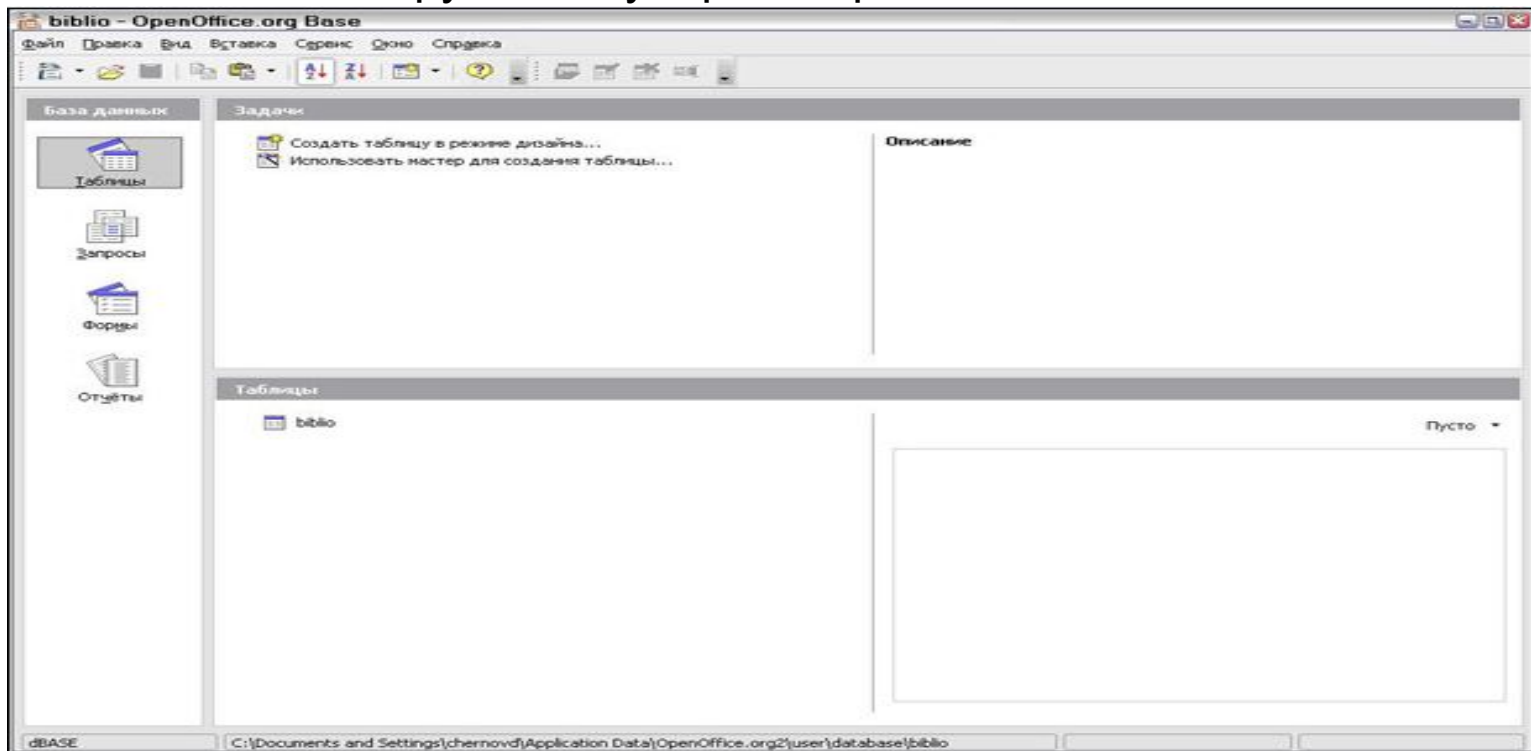 biblio - OpenOffice.org Base
Файл Правка Вид Вставка Сервис Окно Справка
База данных
Задачи
Создать таблицу в режиме дизайна...
Использовать мастер для создания таблицы...
Описание
Таблицы
Запросы
Формы
Отчёты
Таблицы
biblio
Пусто
dBASE
C:\Documents and Settings\chernovd\Application Data\OpenOffice.org2\user\database\biblio